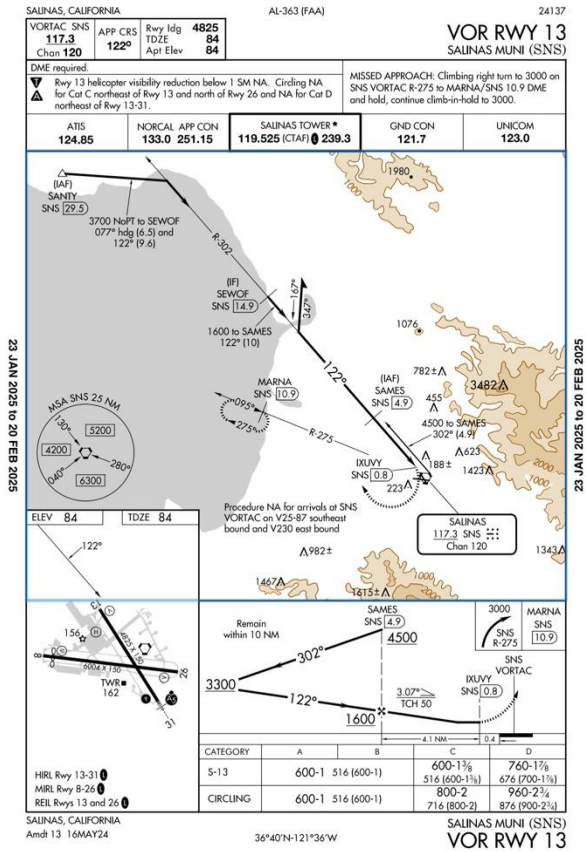 SALINAS, CALIFORNIA
AL-363 (FAA)
24137
VORTAC SNS
117.3
Chan 120
APP CRS
122°
Rwy ldg 4825
TDZE 84
Apt Elev 84
VOR RWY 13
SALINAS MUNI (SNS)
DME required.
T
A
Rwy 13 helicopter visibility reduction below 1 SM NA. Circling NA
for Cat C northeast of Rwy 13 and north of Rwy 26 and NA for Cat D
northeast of Rwy 13-31.
MISSED APPROACH: Climbing right turn to 3000 on
SNS VORTAC R-275 to MARNA/SNS 10.9 DME
and hold, continue climb-in-hold to 3000.
ATIS
124.85
NORCAL APP CON
133.0 251.15
SALINAS TOWER★
119.525 (CTAF) L 239.3
GND CON
121.7
UNICOM
123.0
(IAF)
SANTY
SNS 29.5
3700 NoPT to SEWOF
077° hdg (6.5) and
122° (9.6)
R-302
1980
1000
(IF)
SEWOF
SNS 14.9
167°
347°
1600 to SAMES
122° (10)
122°
1076
MARNA
SNS 10.9
095°
275°
R-275
(IAF)
SAMES
SNS 4.9
782±
3482
455
4500 to SAMES
302° (4.9)
2000
MSA SNS 25 NM
130°
5200
4200
280°
040°
6300
IXUVY
SNS 0.8
188±
623
1423
223
2000
1000
Procedure NA for arrivals at SNS
VORTAC on V25-87 southeast
bound and V230 east bound
SALINAS
117.3 SNS
Chan 120
982±
1343
1467
1615±
1000
23 JAN 2025 to 20 FEB 2025
23 JAN 2025 to 20 FEB 2025
ELEV 84
TDZE 84
122°
13
156
4825 X 150
8
6004 X 150
26
TWR
162
31
HIRL Rwy 13-31 L
MIRL Rwy 8-26 L
REIL Rwys 13 and 26 L
Remain
within 10 NM
SAMES
SNS 4.9
4500
302°
3300
122°
1600
3.07°
TCH 50
IXUVY
SNS 0.8
SNS
VORTAC
3000
SNS
R-275
MARNA
SNS
10.9
4.1 NM
0.4
CATEGORY A B C D
S-13 600-1 516 (600-1) 600-1⅜ 516 (600-1⅜) 760-1⅞ 676 (700-1⅞)
CIRCLING 600-1 516 (600-1) 800-2 716 (800-2) 960-2¾ 876 (900-2¾)
SALINAS, CALIFORNIA
Amdt 13 16MAY24
36°40'N-121°36'W
SALINAS MUNI (SNS)
VOR RWY 13